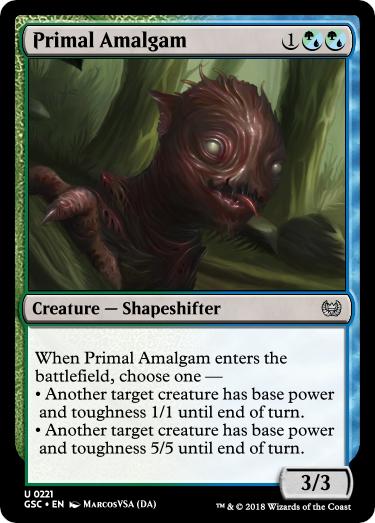 Primal Amalgam 1
Creature — Shapeshifter
When Primal Amalgam enters the
battlefield, choose one —
• Another target creature has base power
and toughness 1/1 until end of turn.
• Another target creature has base power
and toughness 5/5 until end of turn.
3/3
U 0221
GSC • EN MarcosVSA (DA)
™ & © 2018 Wizards of the Coast